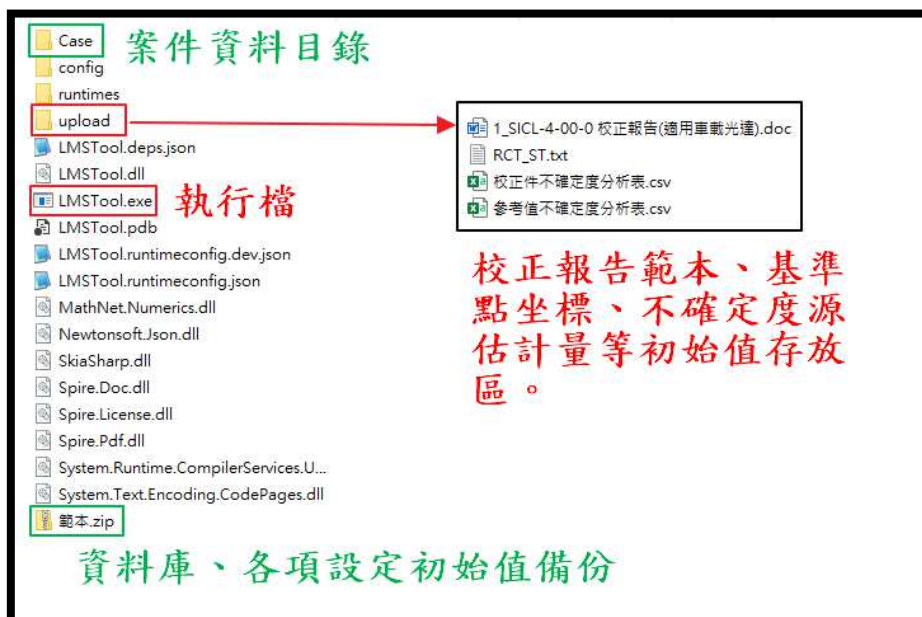 Case
案件資料目錄
config
runtimes
upload
LMSTool.deps.json
LMSTool.dll
LMSTool.exe
執行檔
LMSTool.pdb
LMSTool.runtimeconfig.dev.json
LMSTool.runtimeconfig.json
MathNet.Numerics.dll
Newtonsoft.Json.dll
SkiaSharp.dll
Spire.Doc.dll
Spire.License.dll
Spire.Pdf.dll
System.Runtime.CompilerServices.U...
System.Text.Encoding.CodePages.dll
範本.zip
1_SICL-4-00-0 校正報告(適用車載光達).doc
RCT_ST.txt
校正件不確定度分析表.csv
參考值不確定度分析表.csv
校正報告範本、基準
點坐標、不確定度源
估計量等初始值存放
區。
資料庫、各項設定初始值備份